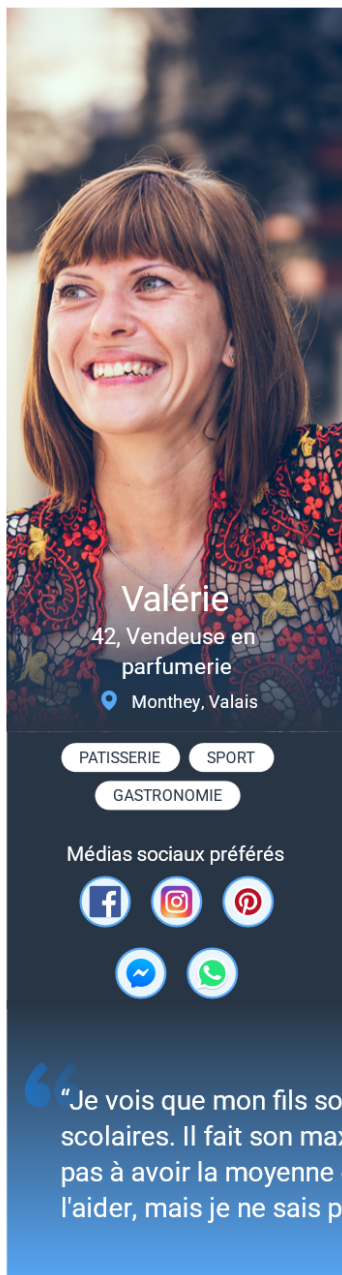 Valérie
42, Vendeuse en
parfumerie
Monthey, Valais
PATISSERIE SPORT
GASTRONOMIE
Médias sociaux préférés
“Je vois que mon fils so
scolaires. Il fait son max
pas à avoir la moyenne
l'aider, mais je ne sais p